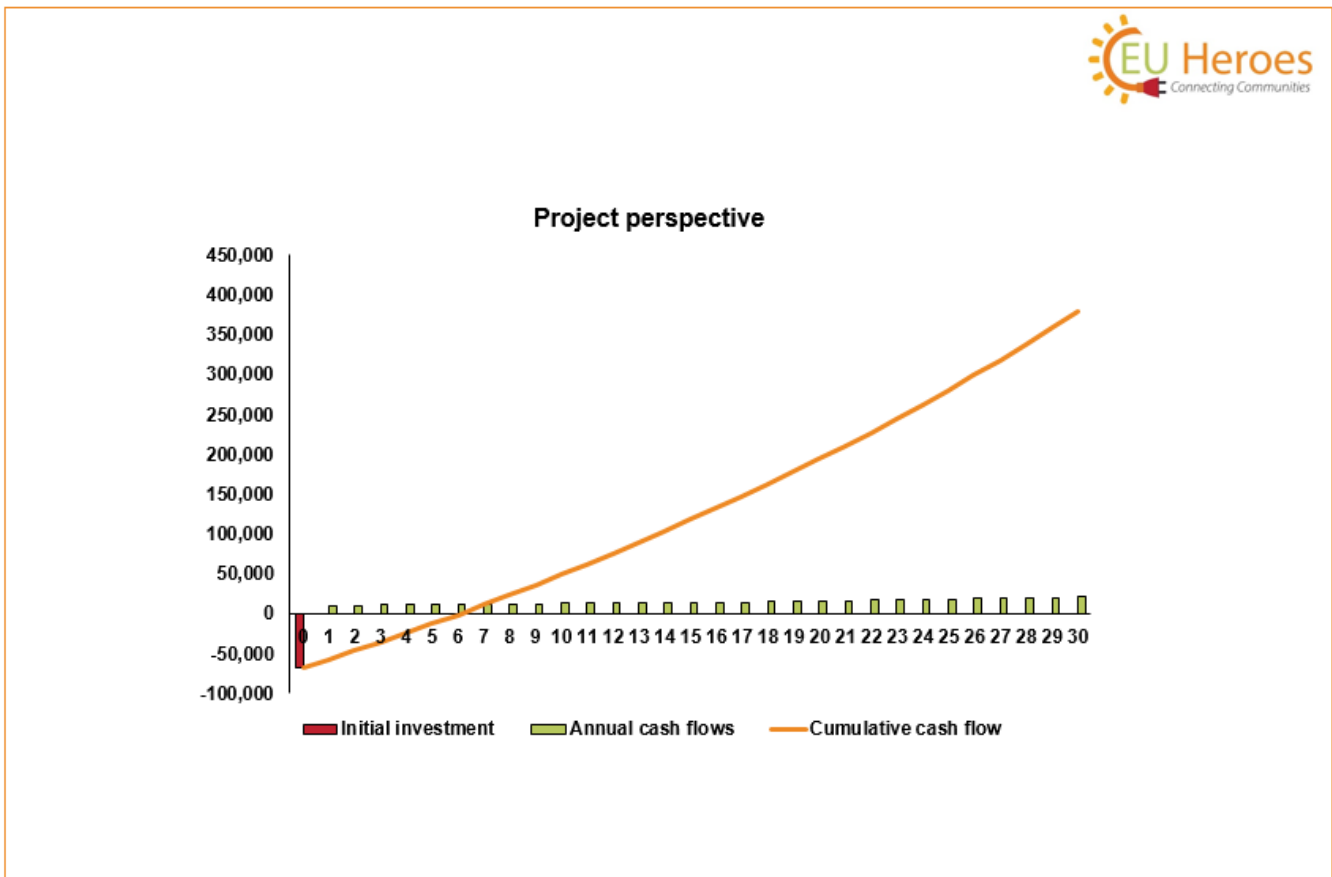 EU Heroes
Connecting Communities
Project perspective
450,000
400,000
350,000
300,000
250,000
200,000
150,000
100,000
50,000
0
-50,000
-100,000
0 1 2 3 4 5 6 7 8 9 10 11 12 13 14 15 16 17 18 19 20 21 22 23 24 25 26 27 28 29 30
Initial investment Annual cash flows Cumulative cash flow